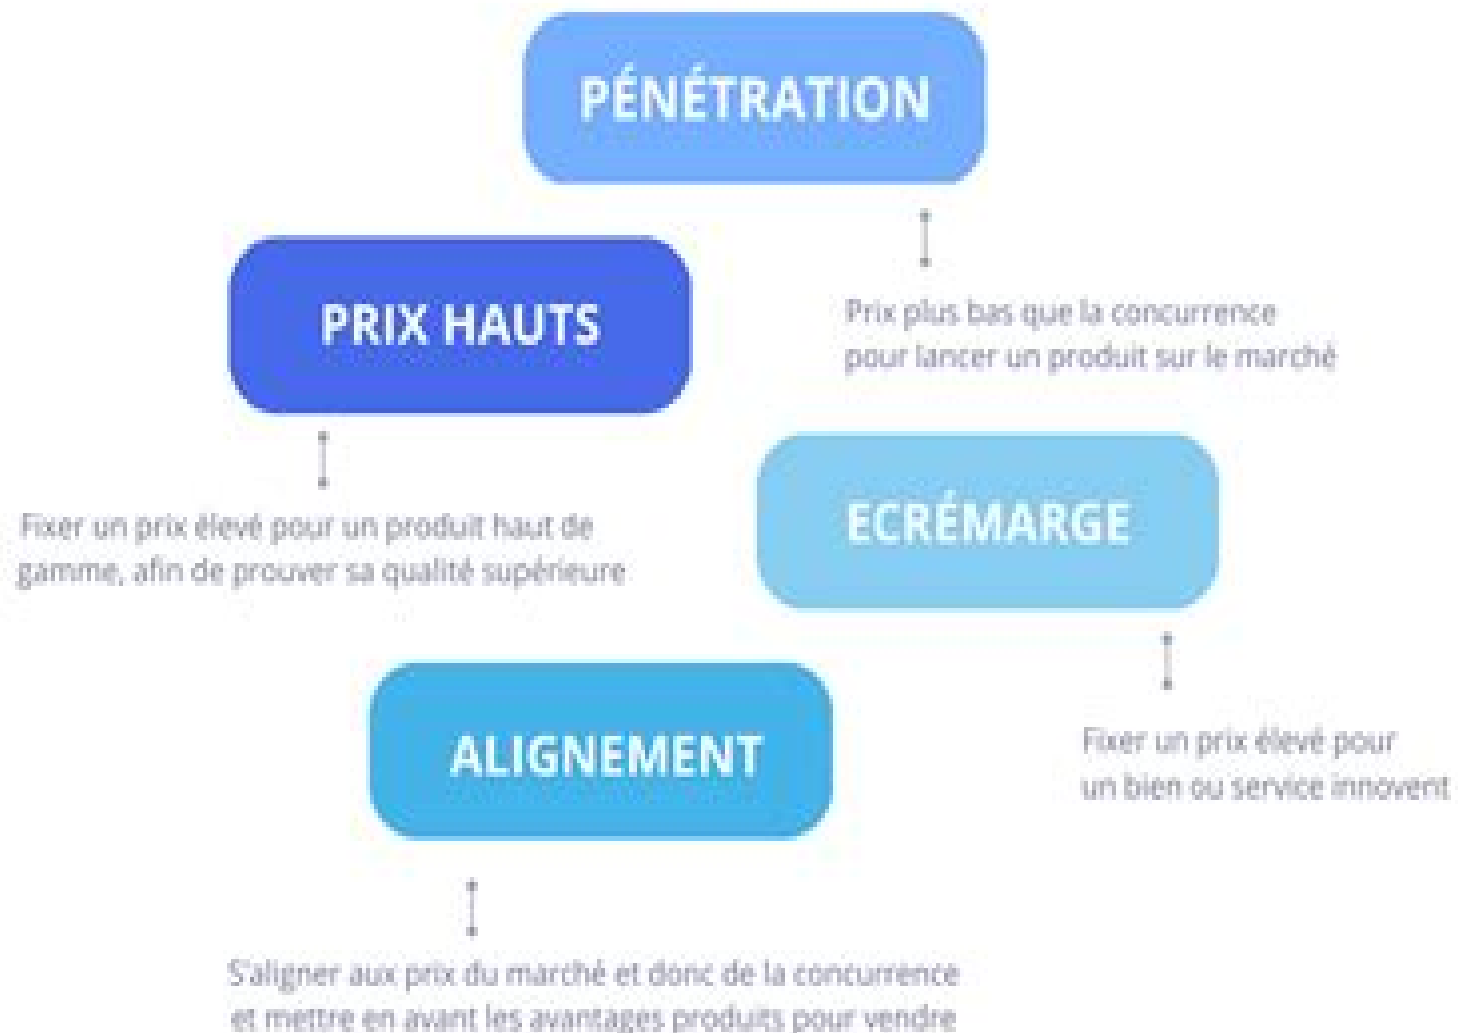 PÉNÉTRATION
Prix plus bas que la concurrence
pour lancer un produit sur le marché
PRIX HAUTS
Fixer un prix élevé pour un produit haut de
gamme, afin de prouver sa qualité supérieure
ECRÉMARGE
Fixer un prix élevé pour
un bien ou service innovent
ALIGNEMENT
S'aligner aux prix du marché et donc de la concurrence
et mettre en avant les avantages produits pour vendre